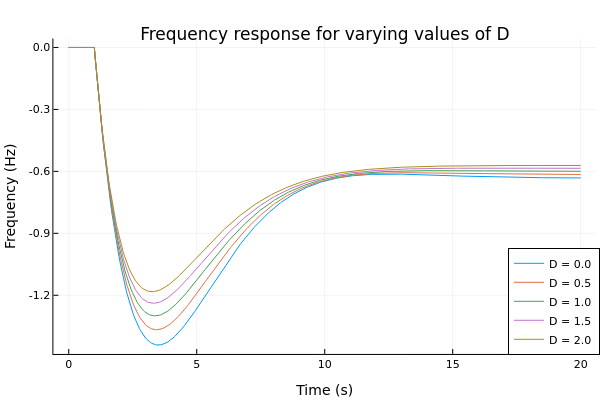 Frequency response for varying values of D
0.0
-0.3
-0.6
-0.9
-1.2
Frequency (Hz)
0 5 10 15 20
Time (s)
D = 0.0
D = 0.5
D = 1.0
D = 1.5
D = 2.0